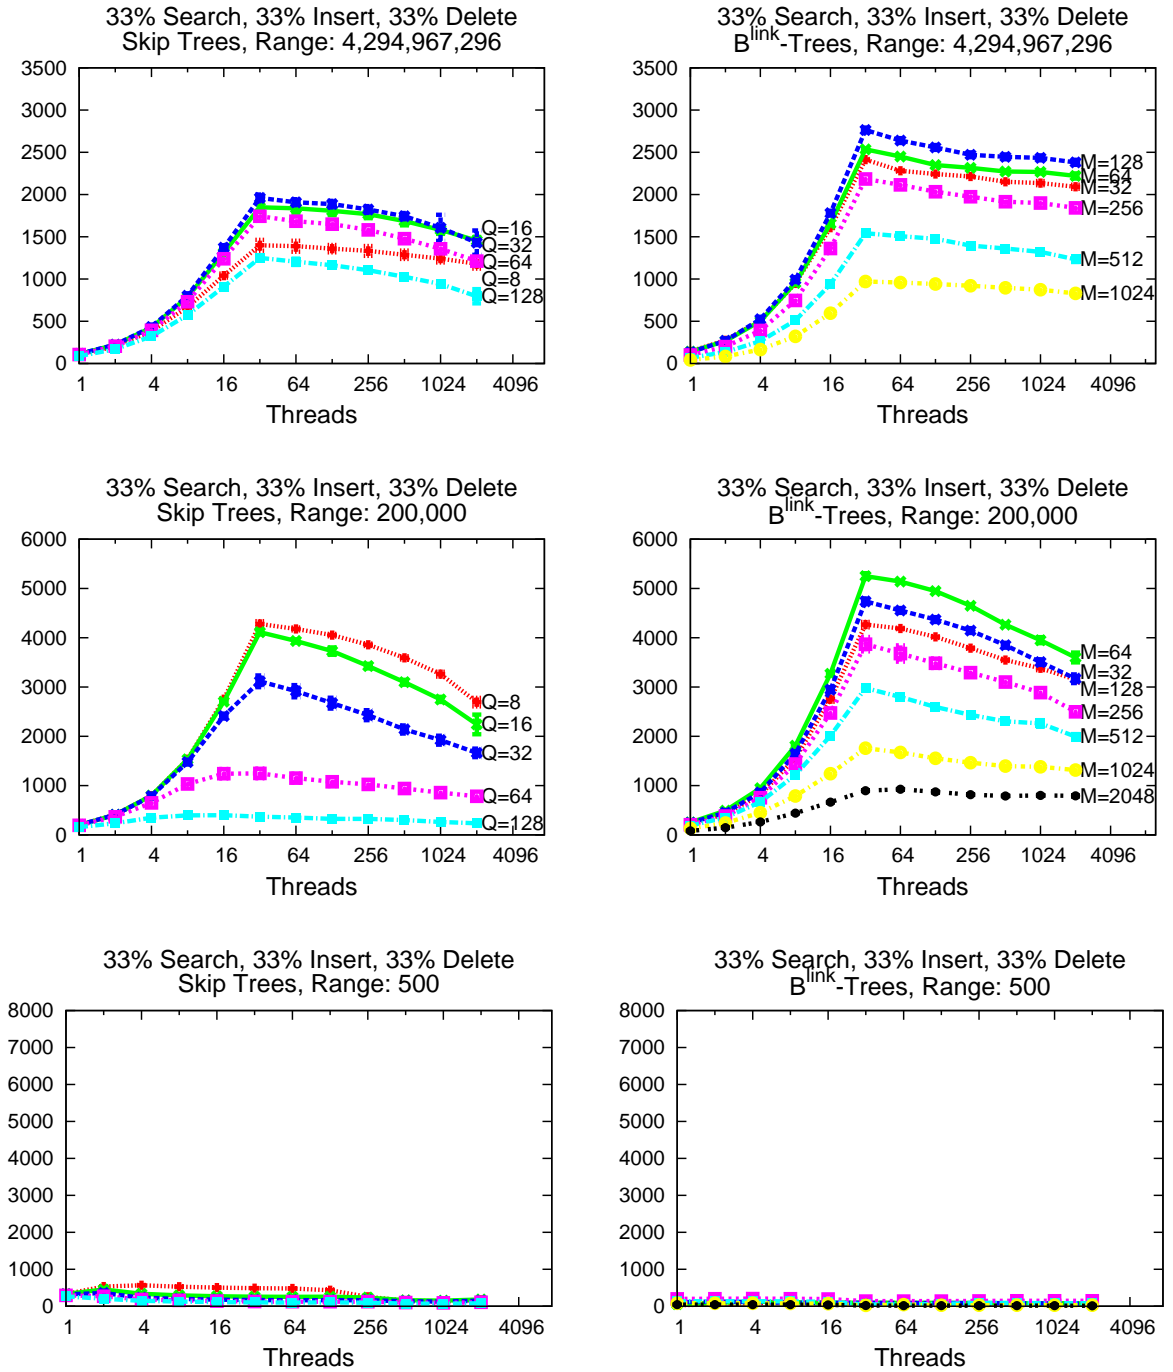 33% Search, 33% Insert, 33% Delete
Skip Trees, Range: 4,294,967,296
3500
3000
2500
2000
1500
1000
500
0
Q=16
Q=32
Q=64
Q=8
Q=128
1 4 16 64 256 1024 4096
Threads
33% Search, 33% Insert, 33% Delete
B^link-Trees, Range: 4,294,967,296
3500
3000
2500
2000
1500
1000
500
0
M=128
M=64
M=32
M=256
M=512
M=1024
1 4 16 64 256 1024 4096
Threads
33% Search, 33% Insert, 33% Delete
Skip Trees, Range: 200,000
6000
5000
4000
3000
2000
1000
0
Q=8
Q=16
Q=32
Q=64
Q=128
1 4 16 64 256 1024 4096
Threads
33% Search, 33% Insert, 33% Delete
B^link-Trees, Range: 200,000
6000
5000
4000
3000
2000
1000
0
M=64
M=32
M=128
M=256
M=512
M=1024
M=2048
1 4 16 64 256 1024 4096
Threads
33% Search, 33% Insert, 33% Delete
Skip Trees, Range: 500
8000
7000
6000
5000
4000
3000
2000
1000
0
1 4 16 64 256 1024 4096
Threads
33% Search, 33% Insert, 33% Delete
B^link-Trees, Range: 500
8000
7000
6000
5000
4000
3000
2000
1000
0
1 4 16 64 256 1024 4096
Threads